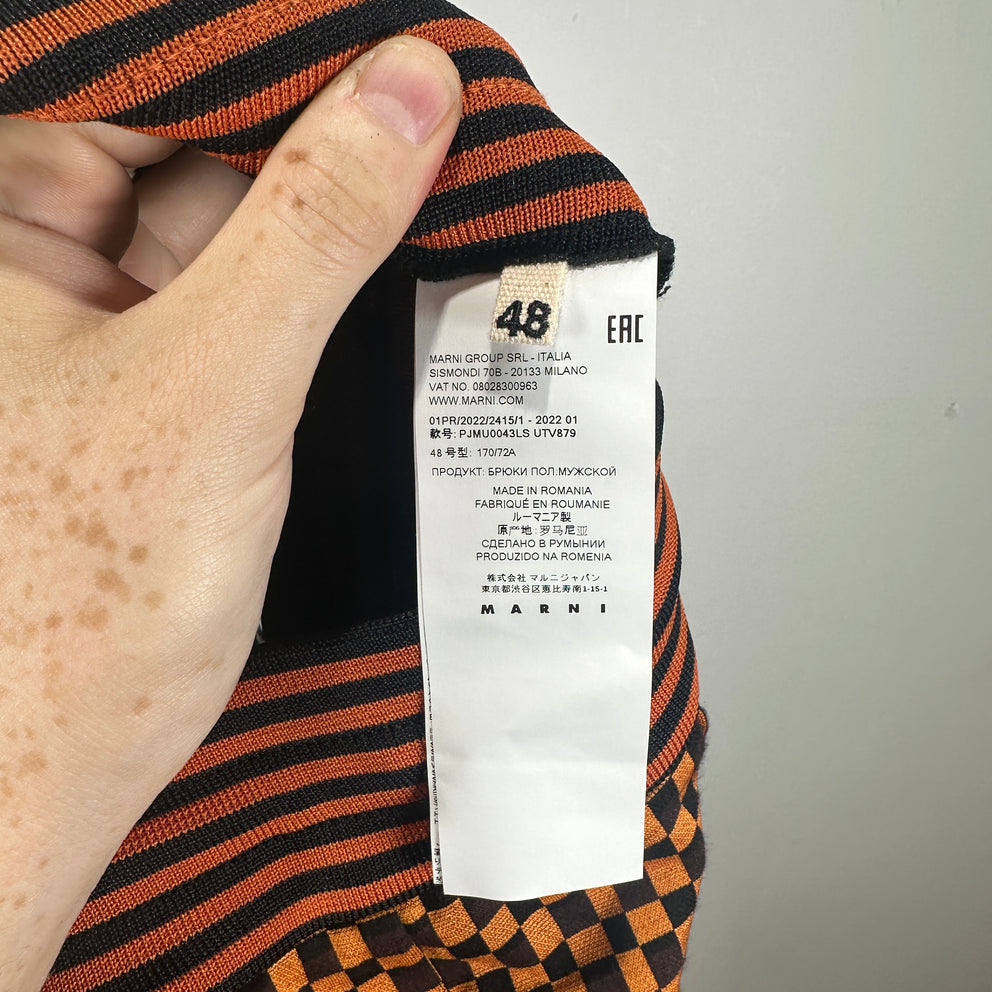 48
EAC
MARNI GROUP SRL - ITALIA
SISMONDI 70B - 20133 MILANO
VAT NO. 08028300963
WWW.MARNI.COM
01PR/2022/2415/1 - 2022 01
款号: PJMU0043LS UTV879
48 号型: 170/72A
ПРОДУКТ: БРЮКИ ПОЛ:МУЖСКОЙ
MADE IN ROMANIA
FABRIQUÉ EN ROUMANIE
ルーマニア製
原产地: 罗马尼亚
СДЕЛАНО В РУМЫНИИ
PRODUZIDO NA ROMENIA
株式会社 マルニジャパン
東京都渋谷区恵比寿南1-15-1
MARNI